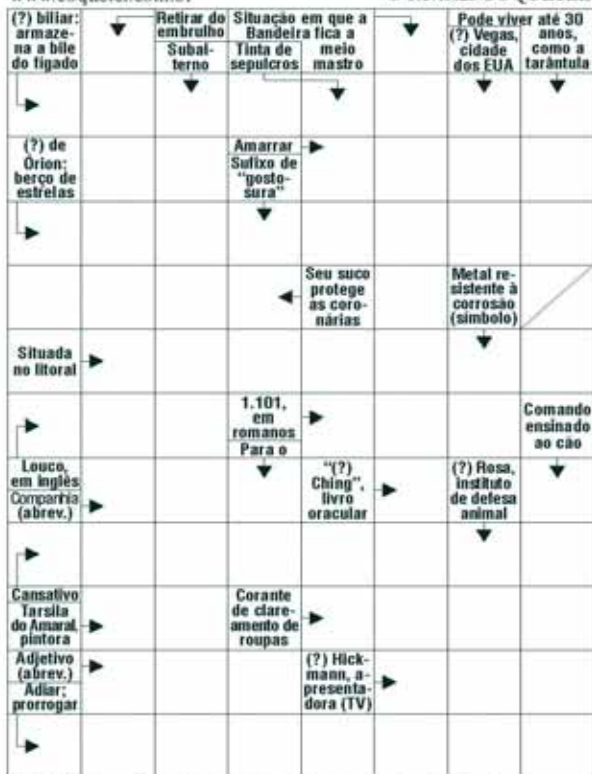 (?) biliar:
armaze-
na a bile
do fígado
Retirar do
embrulho
Subal-
terno
Situação em que a
Bandeira fica a
meio
mastro
Tinta de
sepulcros
Pode viver até 30
anos,
como a
tarântula
(?) Vegas,
cidade
dos EUA
(?) de
Órion:
berço de
estrelas
Amarrar
Sufixo de
"gosto-
sura"
Seu suco
protege
as coro-
nárias
Metal re-
sistente à
corrosão
(símbolo)
Situada
no litoral
1.101,
em
romanos
Para o
Comando
ensinado
ao cão
Louco,
em inglês
Companhia
(abrev.)
"(?)
Ching",
livro
oracular
(?) Rosa,
instituto
de defesa
animal
Cansativo
Tarsila
do Amaral,
pintora
Corante
de clare-
amento de
roupas
Adjetivo
(abrev.)
Adiar;
prorrogar
(?) Hick-
mann, a-
presenta-
dora (TV)